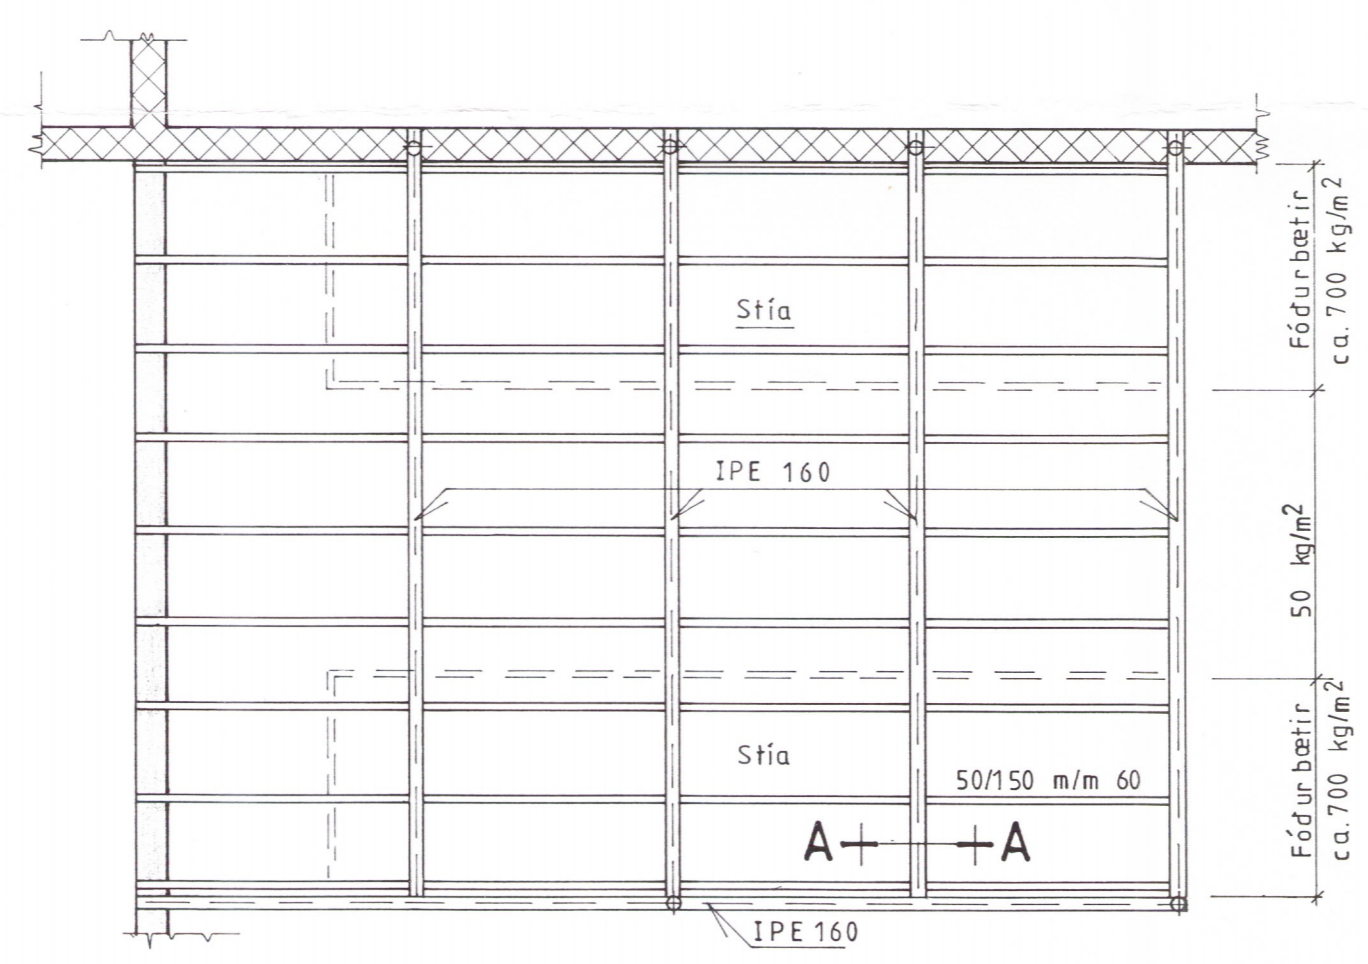 Fóðurbætir
ca. 700 kg/m2
Stía
IPE 160
50 kg/m2
Stía
50/150 m/m 60
Fóðurbætir
ca. 700 kg/m2
A A
IPE 160